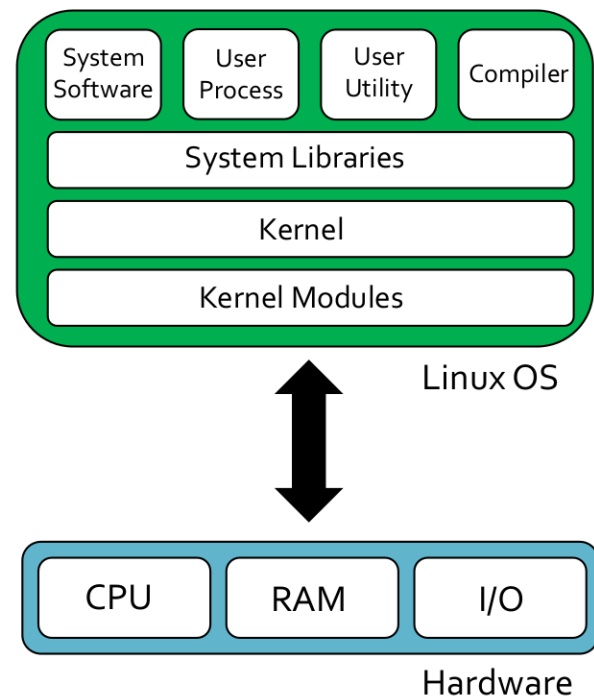 System
Software
User
Process
User
Utility
Compiler
System Libraries
Kernel
Kernel Modules
Linux OS
CPU
RAM
I/O
Hardware